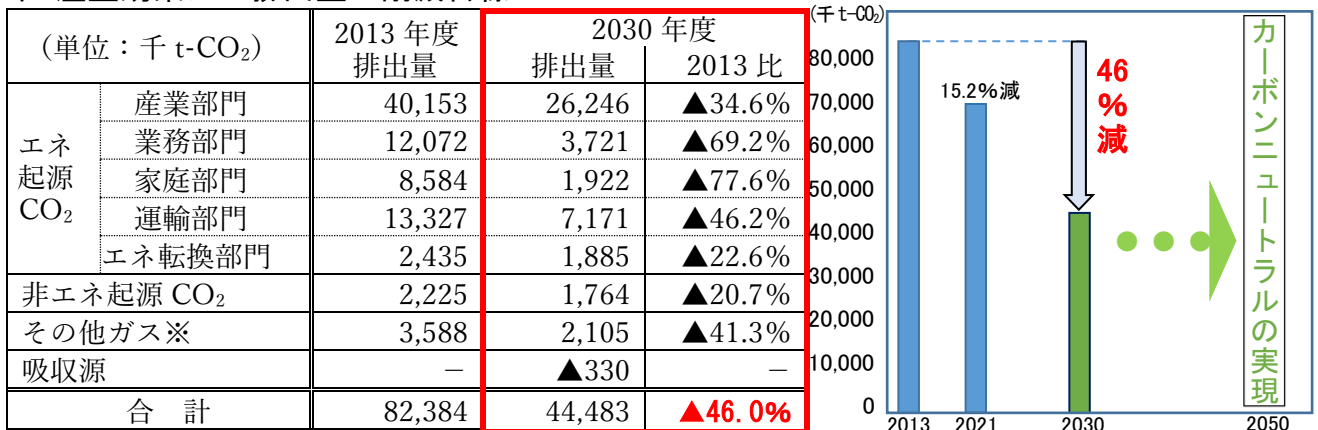 （単位：千 t-CO₂） 2013 年度 排出量 2030 年度
排出量 2013 比
エネ起源 CO₂
産業部門 40,153 26,246 ▲34.6%
業務部門 12,072 3,721 ▲69.2%
家庭部門 8,584 1,922 ▲77.6%
運輸部門 13,327 7,171 ▲46.2%
エネ転換部門 2,435 1,885 ▲22.6%
非エネ起源 CO₂ 2,225 1,764 ▲20.7%
その他ガス※ 3,588 2,105 ▲41.3%
吸収源 － ▲330 －
合　計 82,384 44,483 ▲46.0%
(千 t-CO₂)
80,000
70,000
60,000
50,000
40,000
30,000
20,000
10,000
0
15.2%減
46%減
カーボンニュートラルの実現
2013 2021 2030 2050